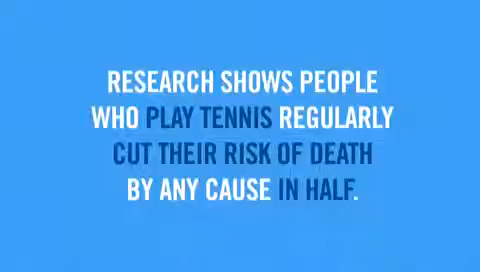 RESEARCH SHOWS PEOPLE
WHO PLAY TENNIS REGULARLY
CUT THEIR RISK OF DEATH
BY ANY CAUSE IN HALF.